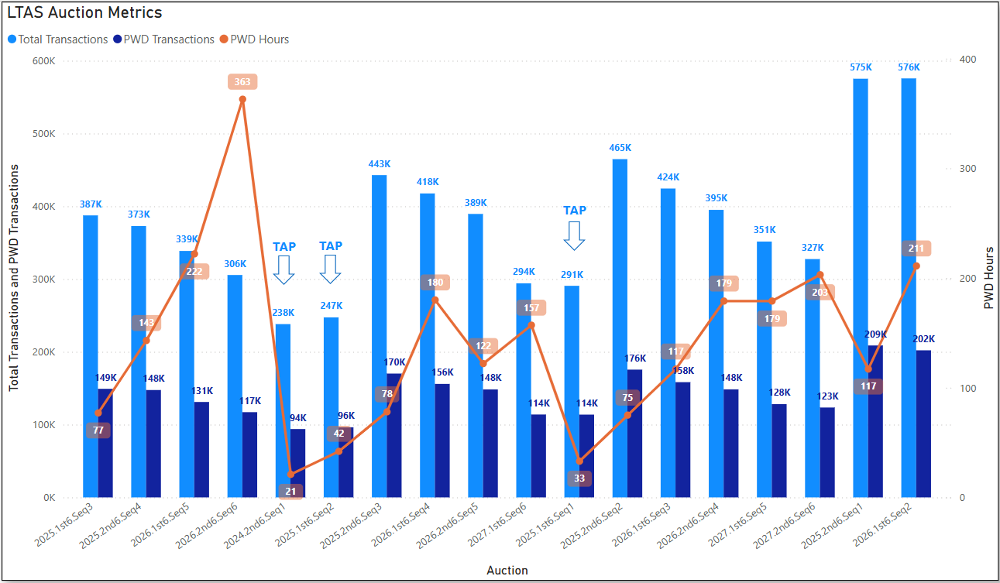 LTAS Auction Metrics
Total Transactions PWD Transactions PWD Hours
Total Transactions and PWD Transactions
600K
500K
400K
300K
200K
100K
0K
387K
373K
339K
306K
238K
247K
443K
418K
389K
294K
291K
465K
424K
395K
351K
327K
575K
576K
149K
148K
131K
117K
94K
96K
170K
156K
148K
114K
114K
176K
158K
148K
128K
123K
209K
202K
77
143
222
363
21
42
78
180
122
157
33
75
117
179
179
203
117
211
TAP
TAP
TAP
400
300
200
100
0
PWD Hours
2025.1st6.Seq3
2025.2nd6.Seq4
2026.1st6.Seq5
2026.2nd6.Seq6
2024.2nd6.Seq1
2025.1st6.Seq2
2025.2nd6.Seq3
2026.1st6.Seq4
2026.2nd6.Seq5
2027.1st6.Seq6
2025.1st6.Seq1
2025.2nd6.Seq2
2026.1st6.Seq3
2026.2nd6.Seq4
2027.1st6.Seq5
2027.2nd6.Seq6
2025.2nd6.Seq1
2026.1st6.Seq2
Auction